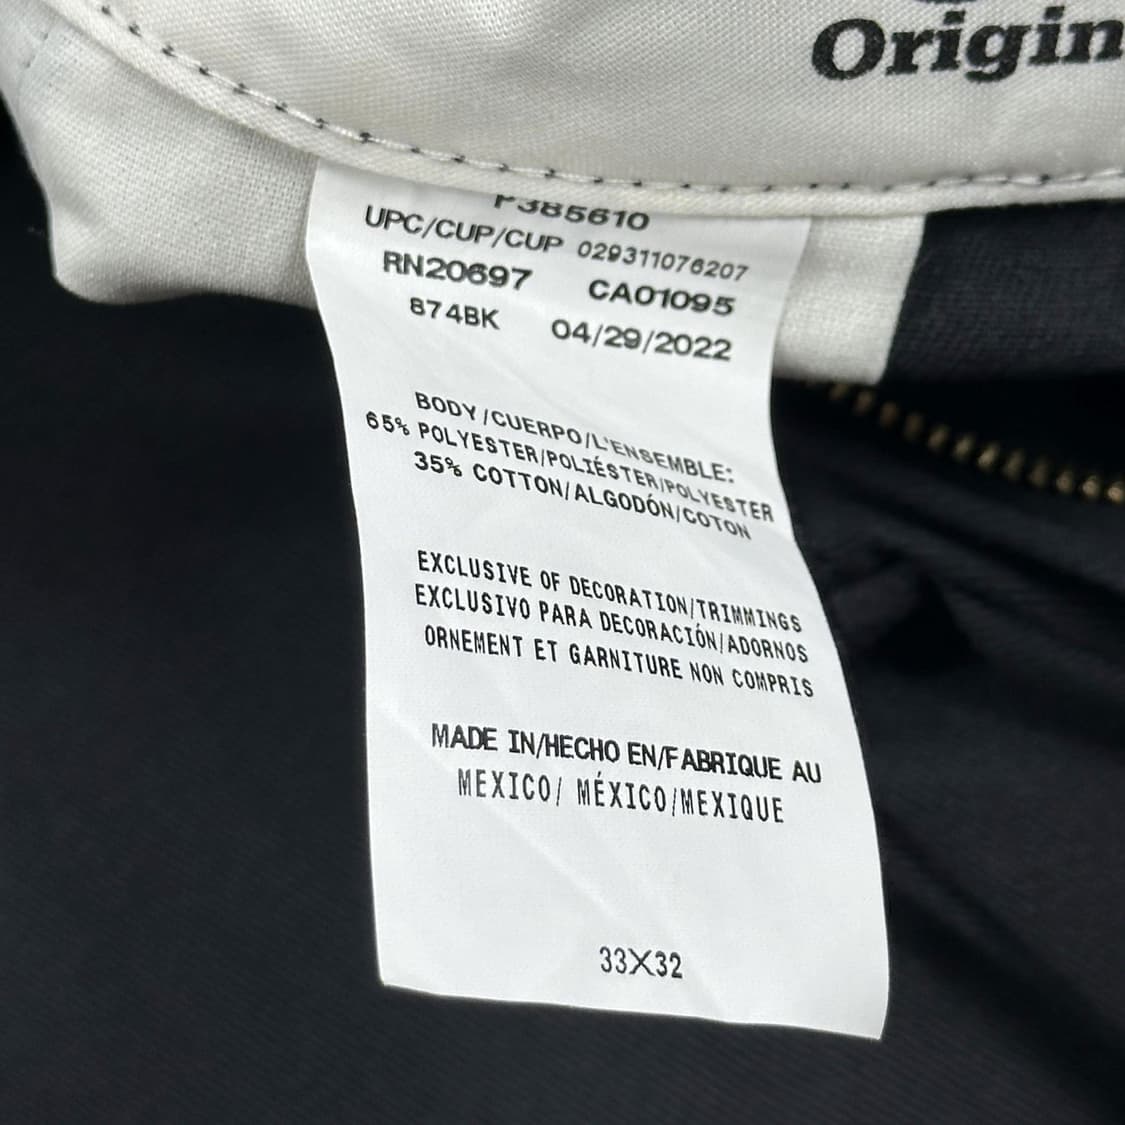 Origin
P385610
UPC/CUP/CUP 029311076207
RN20697 CA01095
874BK 04/29/2022
BODY/CUERPO/L'ENSEMBLE:
65% POLYESTER/POLIÉSTER/POLYESTER
35% COTTON/ALGODÓN/COTON
EXCLUSIVE OF DECORATION/TRIMMINGS
EXCLUSIVO PARA DECORACIÓN/ADORNOS
ORNEMENT ET GARNITURE NON COMPRIS
MADE IN/HECHO EN/FABRIQUE AU
MEXICO/ MÉXICO/MEXIQUE
33X32